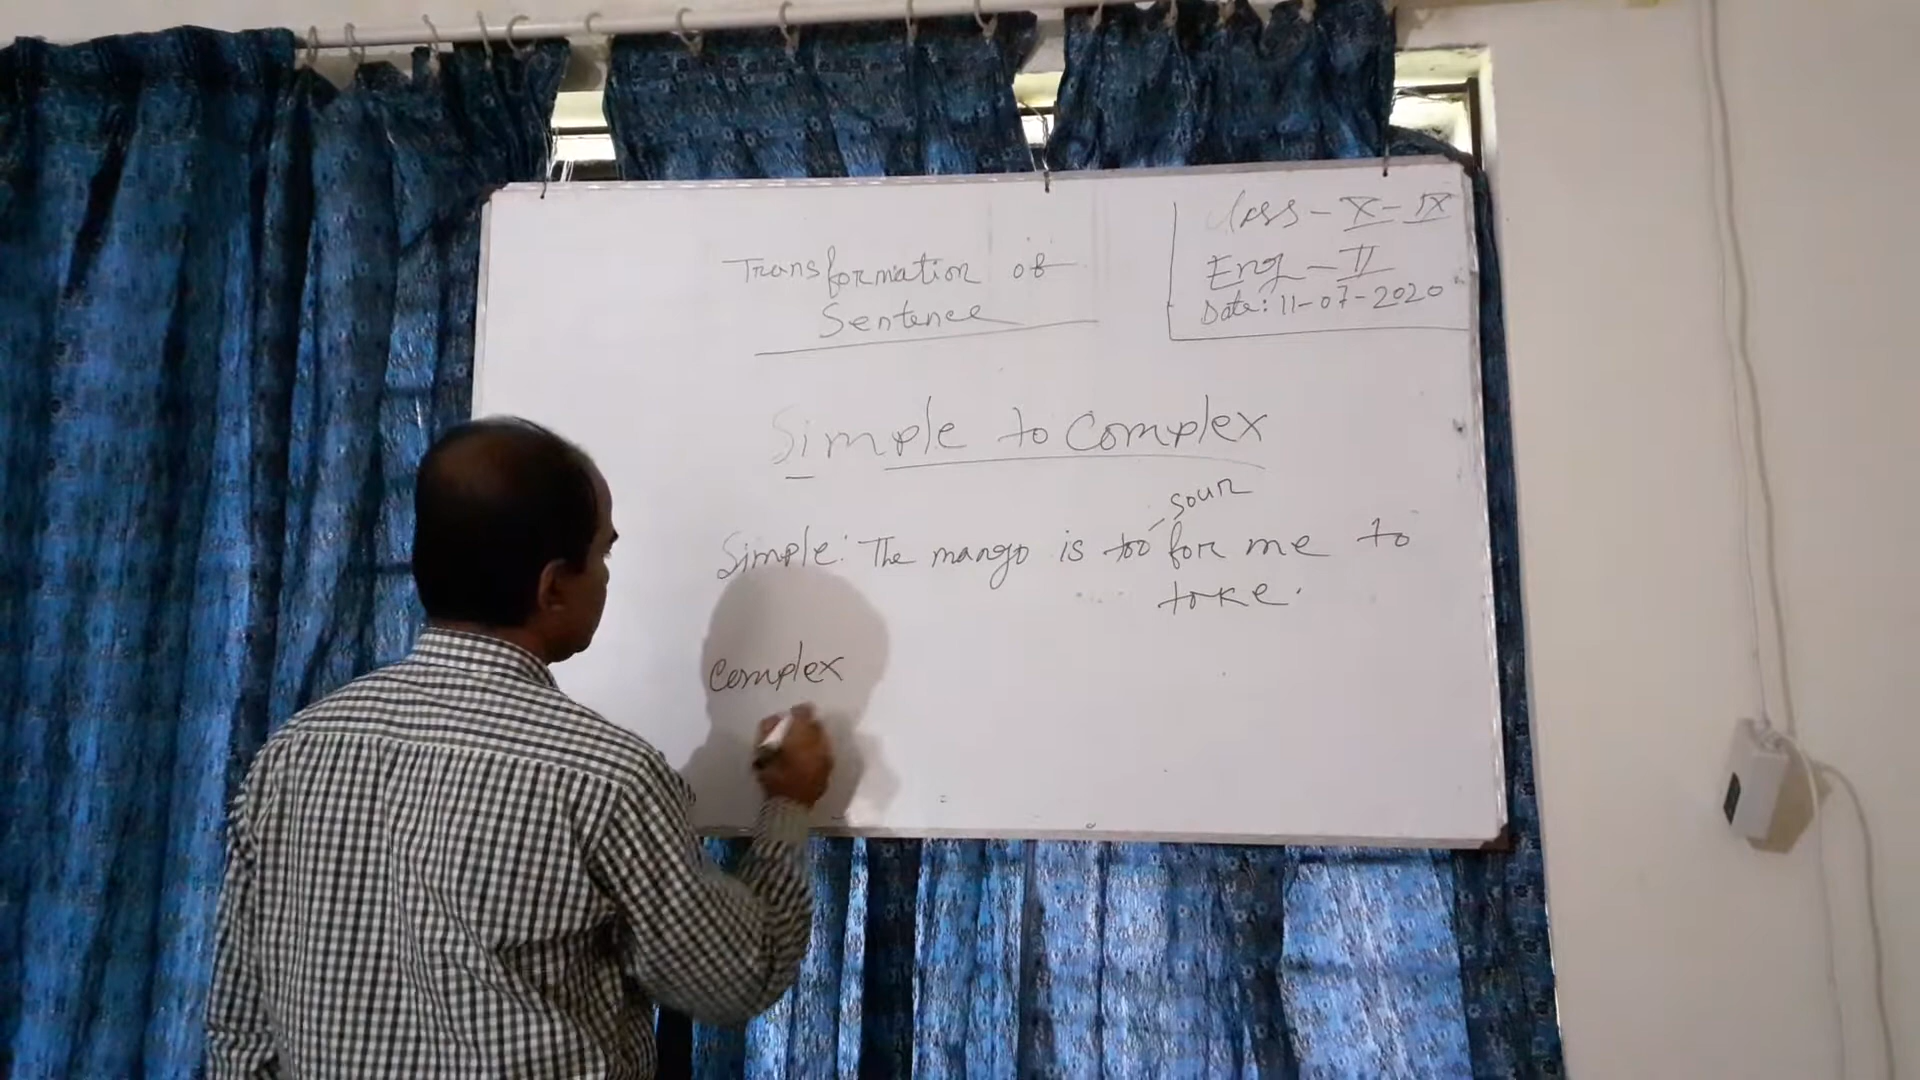 Class - X - IX
Eng - II
Date: 11-07-2020
Transformation of
Sentence
Simple to Complex
sour
Simple: The mango is too for me to
take.
Complex